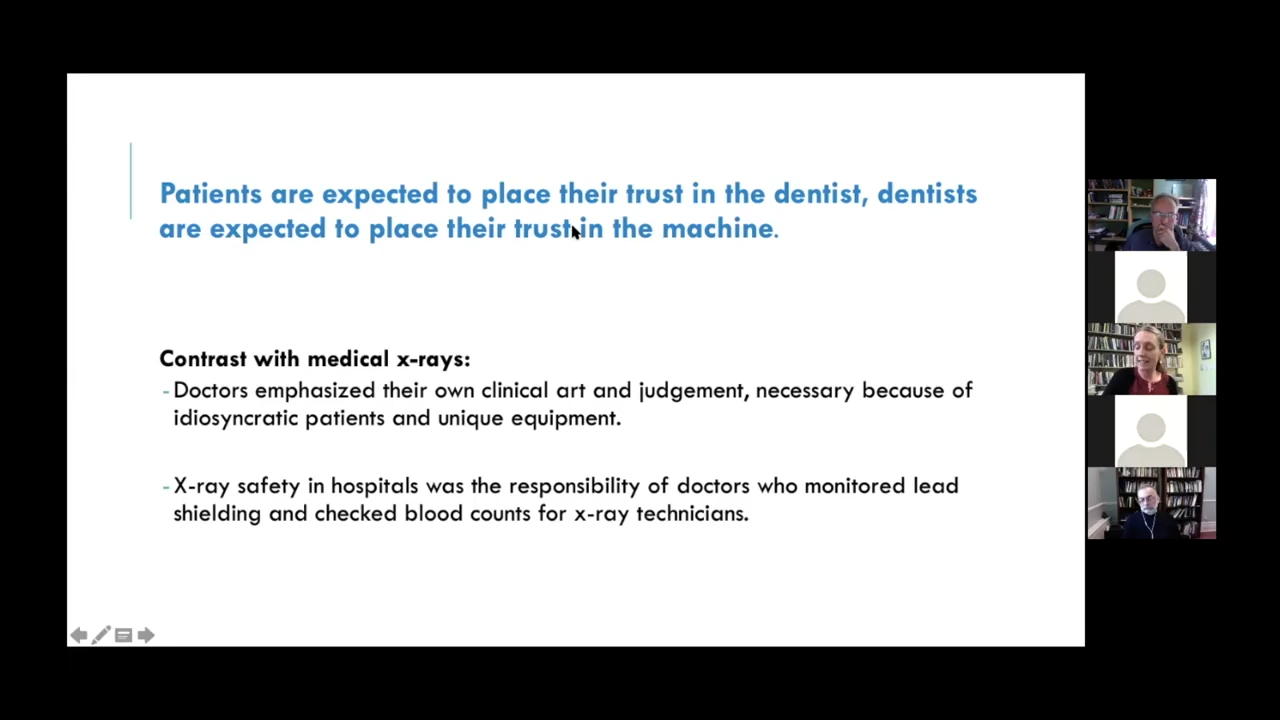 Patients are expected to place their trust in the dentist, dentists
are expected to place their trust in the machine.
Contrast with medical x-rays:
- Doctors emphasized their own clinical art and judgement, necessary because of
idiosyncratic patients and unique equipment.
- X-ray safety in hospitals was the responsibility of doctors who monitored lead
shielding and checked blood counts for x-ray technicians.